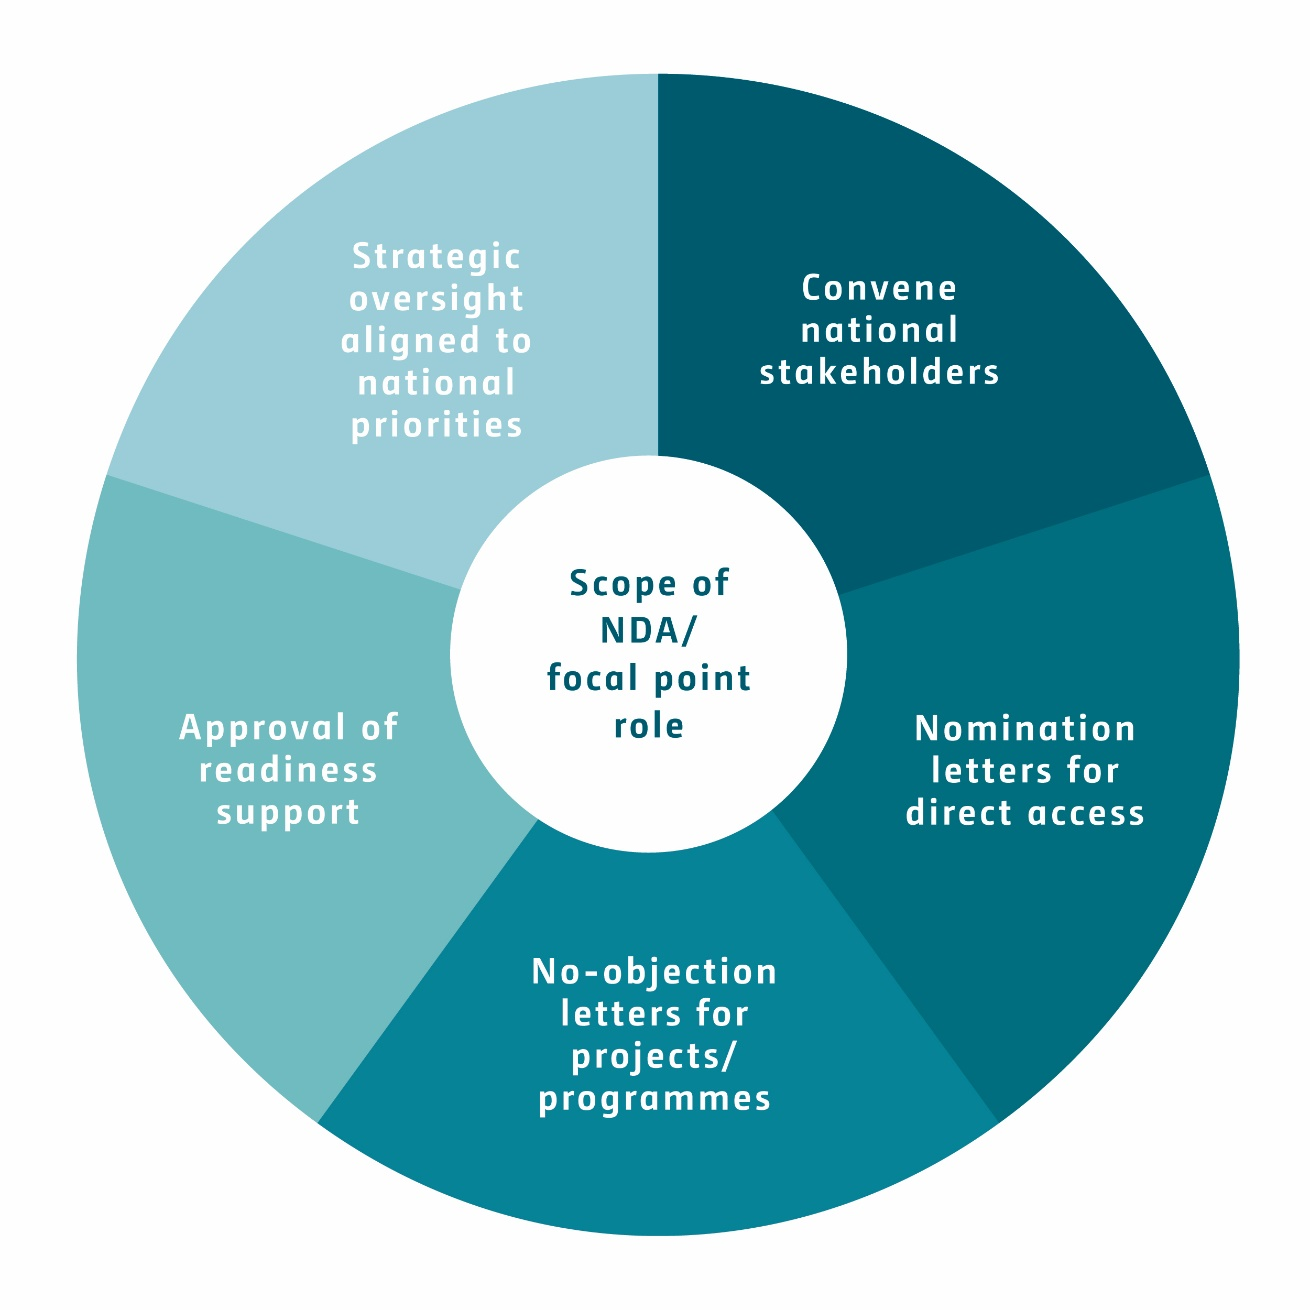 Strategic
oversight
aligned to
national
priorities
Convene
national
stakeholders
Scope of
NDA/
focal point
role
Approval of
readiness
support
Nomination
letters for
direct access
No-objection
letters for
projects/
programmes